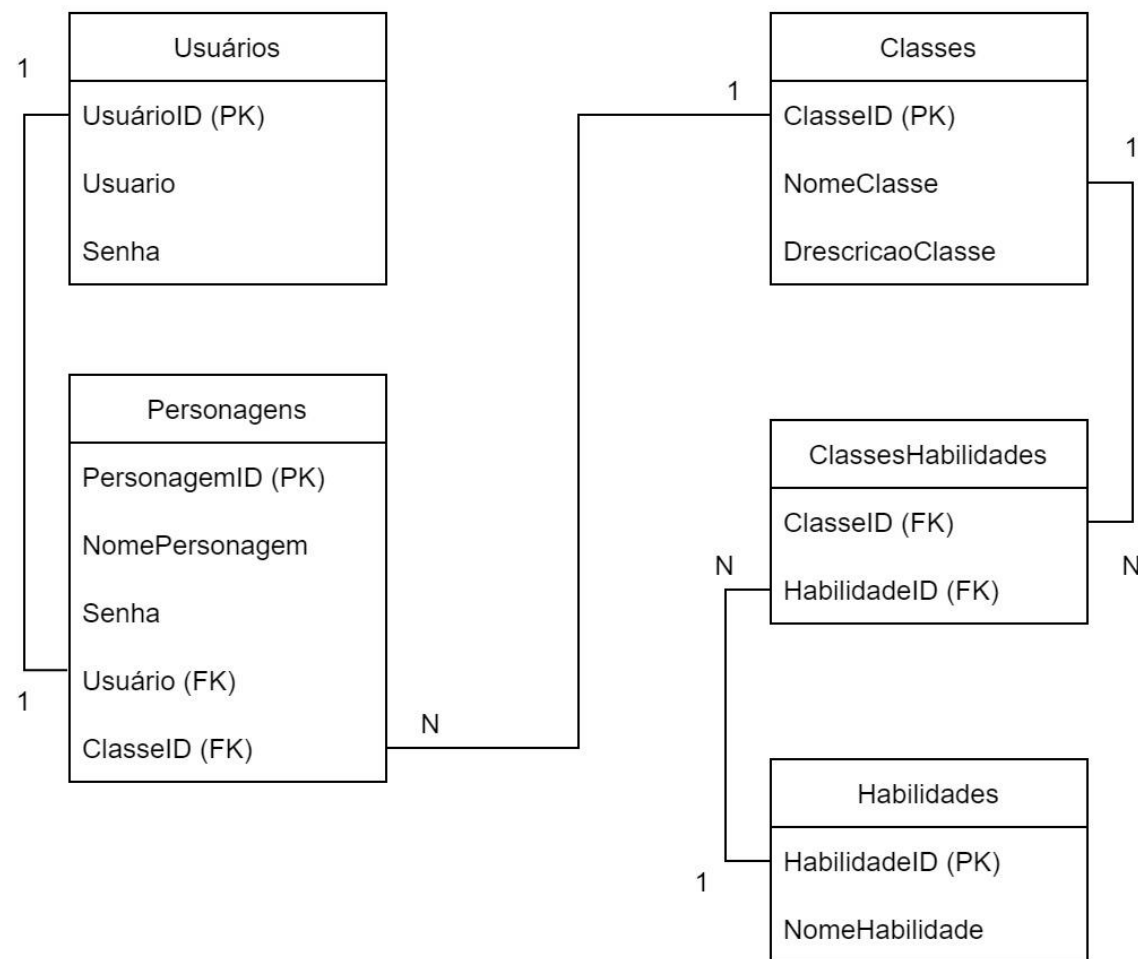 Usuários
1
UsuárioID (PK)
Usuario
Senha
Personagens
PersonagemID (PK)
NomePersonagem
Senha
Usuário (FK)
1
ClasseID (FK)
N
Classes
1
ClasseID (PK)
1
NomeClasse
DrescricaoClasse
ClassesHabilidades
ClasseID (FK)
N
N
HabilidadeID (FK)
Habilidades
HabilidadeID (PK)
1
NomeHabilidade